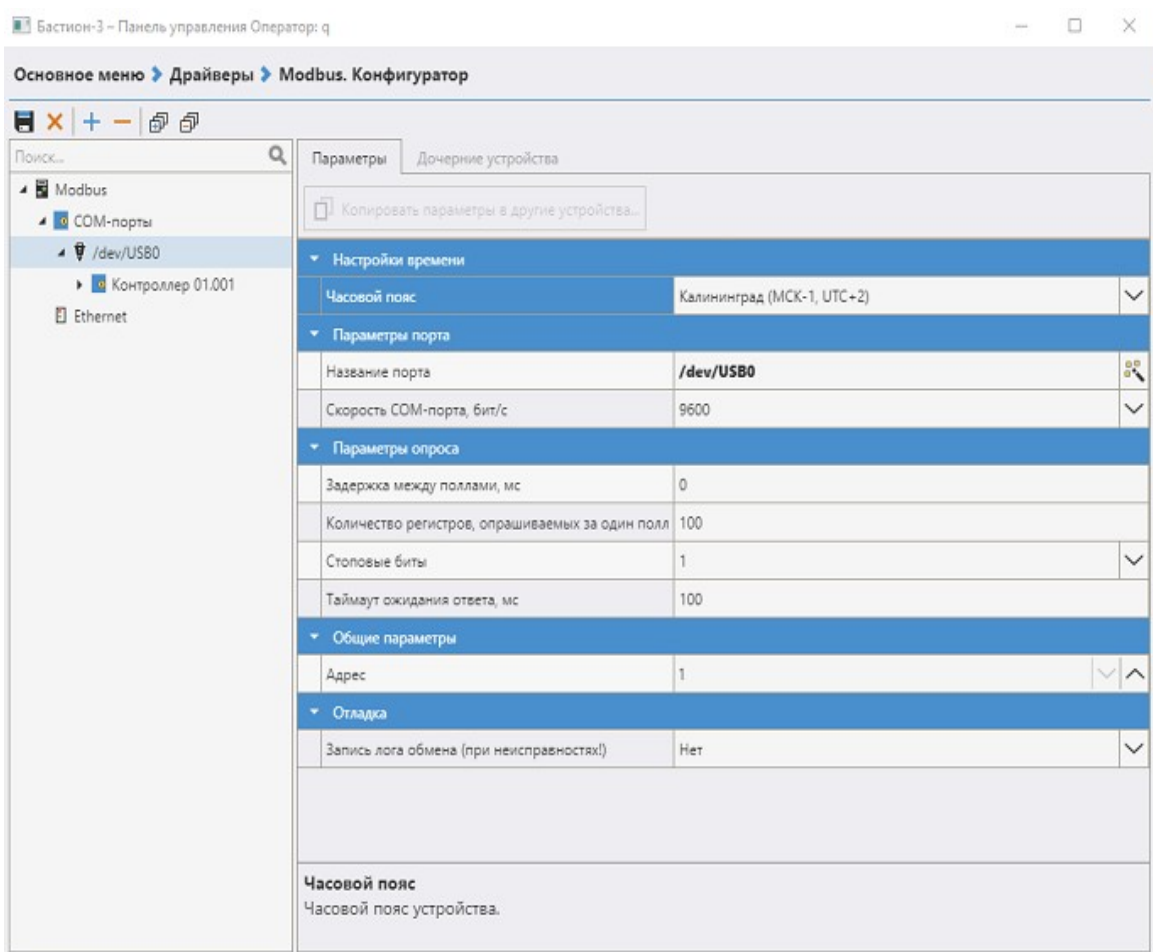 Бастион-3 – Панель управления Оператор: q
Основное меню Драйверы Modbus. Конфигуратор
Поиск...
Modbus
COM-порты
/dev/USB0
Контроллер 01.001
Ethernet
Параметры Дочерние устройства
Копировать параметры в другие устройства...
Настройки времени
Часовой пояс Калининград (МСК-1, UTC+2)
Параметры порта
Название порта /dev/USB0
Скорость COM-порта, бит/с 9600
Параметры опроса
Задержка между поллами, мс 0
Количество регистров, опрашиваемых за один полл 100
Стоповые биты 1
Таймаут ожидания ответа, мс 100
Общие параметры
Адрес 1
Отладка
Запись лога обмена (при неисправностях!) Нет
Часовой пояс
Часовой пояс устройства.